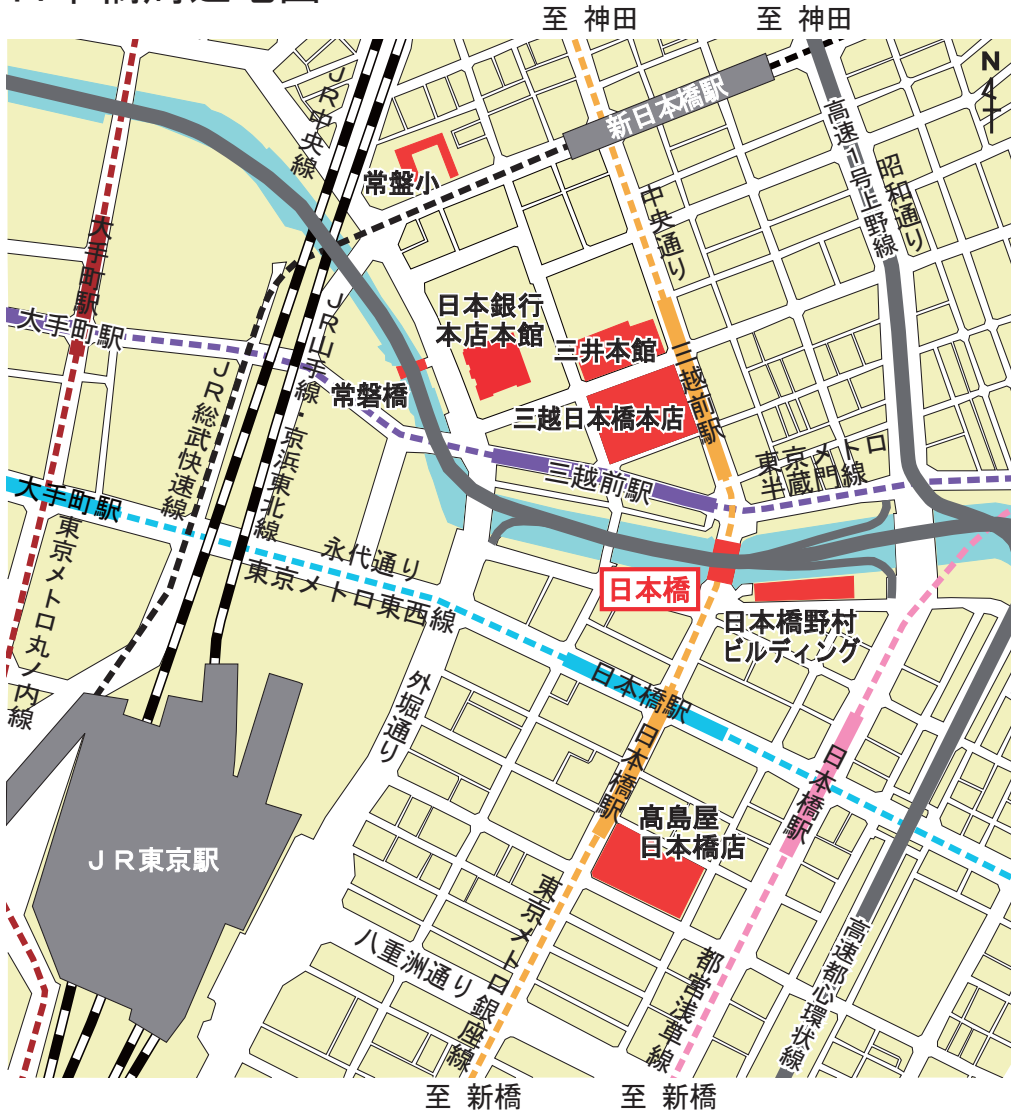 至 神田
至 神田
N
JR中央線
新日本橋駅
高速1号上野線
昭和通り
常盤小
中央通り
大手町駅
大手町駅
日本銀行
本店本館
三井本館
三越前駅
JR山手線・京浜東北線
JR総武快速線
常磐橋
三越日本橋本店
三越前駅
東京メトロ
半蔵門線
大手町駅
東京メトロ丸ノ内線
永代通り
東京メトロ東西線
日本橋
日本橋野村
ビルディング
外堀通り
日本橋駅
日本橋駅
日本橋駅
髙島屋
日本橋店
JR東京駅
八重洲通り
東京メトロ銀座線
都営浅草線
高速都心環状線
至 新橋
至 新橋